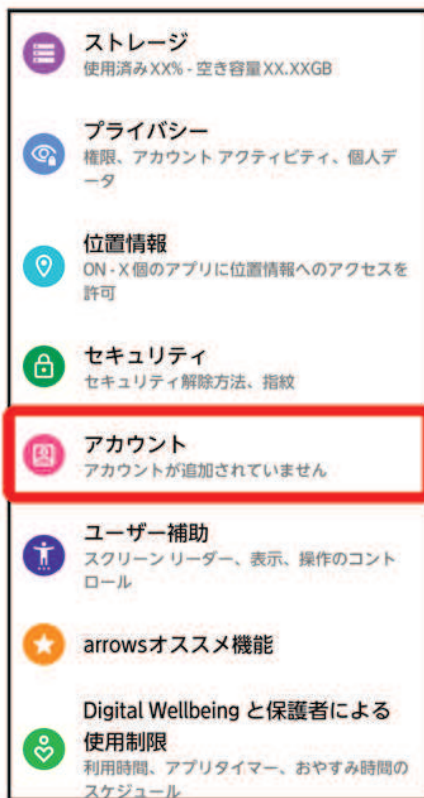 ストレージ
使用済みXX% - 空き容量XX.XXGB
プライバシー
権限、アカウント アクティビティ、個人デ
ータ
位置情報
ON - X 個のアプリに位置情報へのアクセスを
許可
セキュリティ
セキュリティ解除方法、指紋
アカウント
アカウントが追加されていません
ユーザー補助
スクリーン リーダー、表示、操作のコント
ロール
arrowsオススメ機能
Digital Wellbeing と保護者による
使用制限
利用時間、アプリタイマー、おやすみ時間の
スケジュール